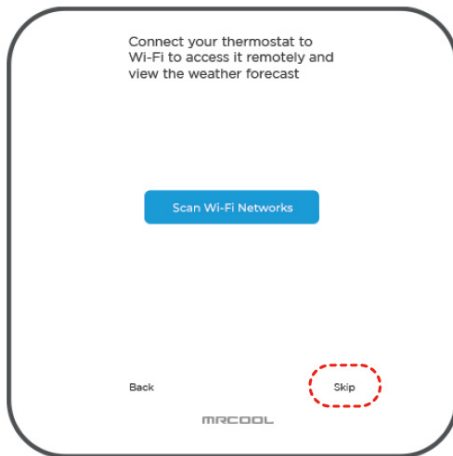 Connect your thermostat to
Wi-Fi to access it remotely and
view the weather forecast
Scan Wi-Fi Networks
Back
Skip
MRCOOL